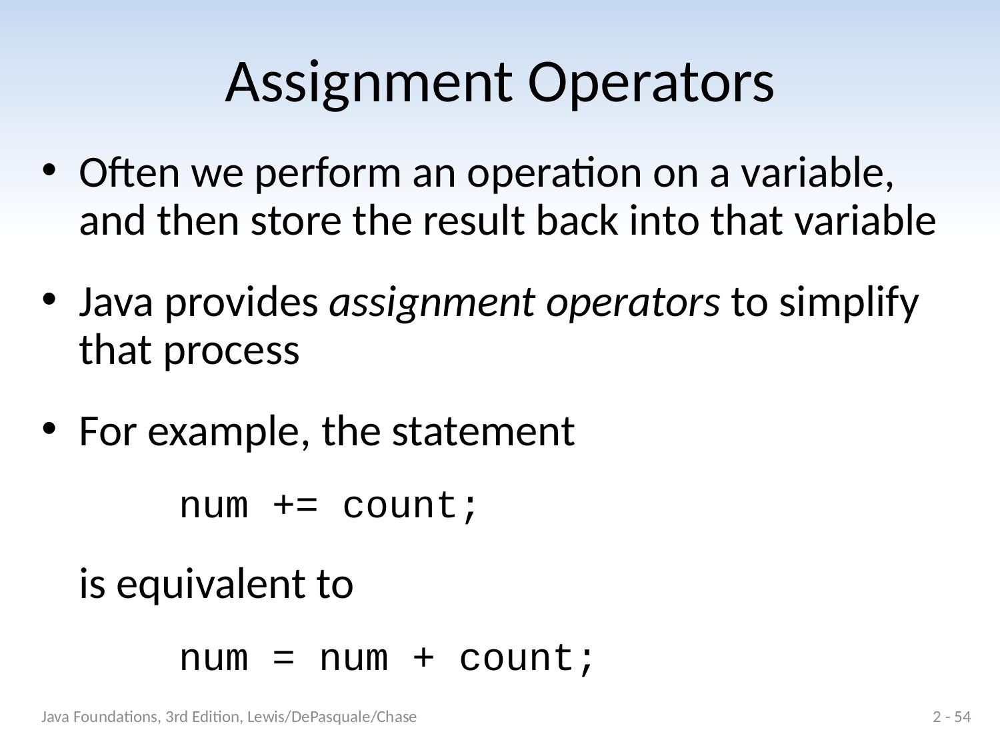 Assignment Operators
• Often we perform an operation on a variable,
and then store the result back into that variable
• Java provides assignment operators to simplify
that process
• For example, the statement
num += count;
is equivalent to
num = num + count;
Java Foundations, 3rd Edition, Lewis/DePasquale/Chase
2 - 54